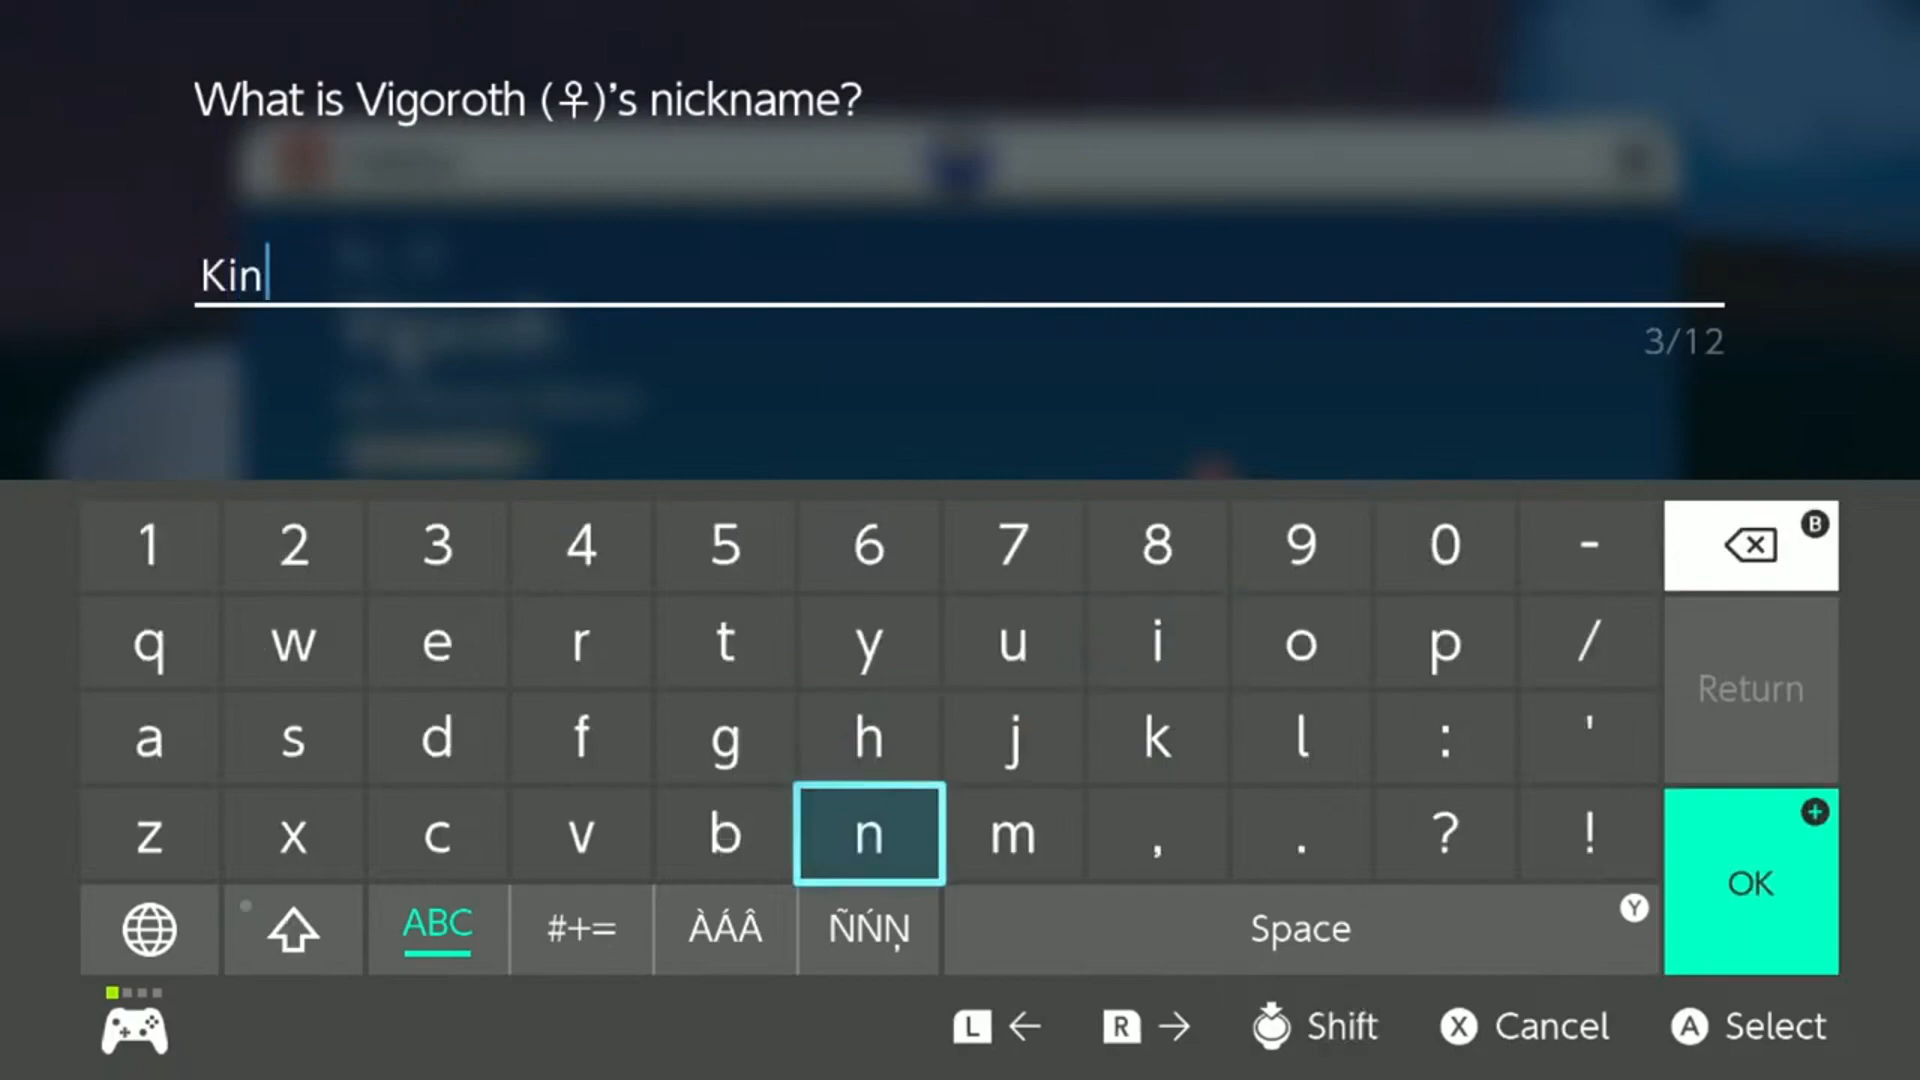 What is Vigoroth (♀)'s nickname?
Kin
3/12
1 2 3 4 5 6 7 8 9 0 - B
q w e r t y u i o p /
Return
a s d f g h j k l : '
z x c v b n m , . ? !
OK
ABC #+= ÀÁÂ ÑŃŅ Space Y
L ← R → Shift X Cancel A Select